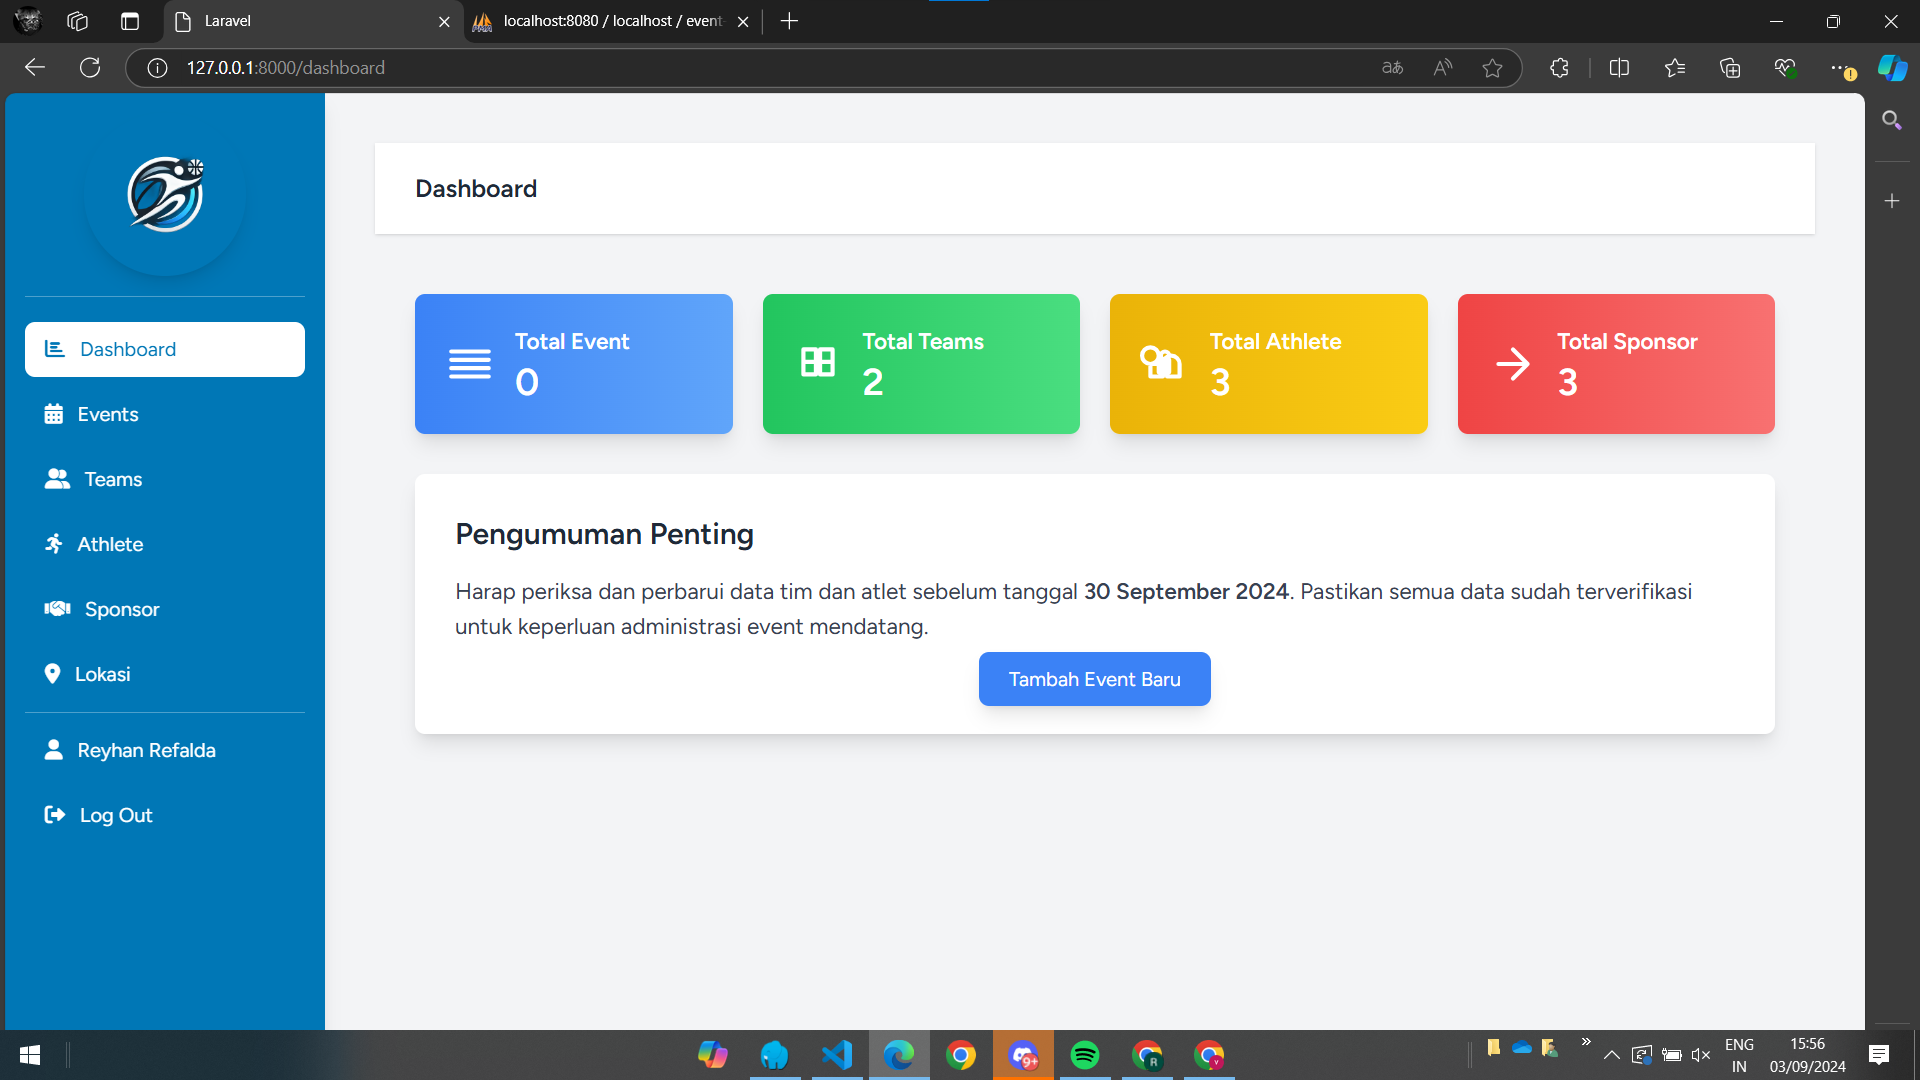 Laravel
localhost:8080 / localhost / event
127.0.0.1:8000/dashboard
Dashboard
Events
Teams
Athlete
Sponsor
Lokasi
Reyhan Refalda
Log Out
Dashboard
Total Event
0
Total Teams
2
Total Athlete
3
Total Sponsor
3
Pengumuman Penting
Harap periksa dan perbarui data tim dan atlet sebelum tanggal 30 September 2024. Pastikan semua data sudah terverifikasi
untuk keperluan administrasi event mendatang.
Tambah Event Baru
9+
R
V
ENG
IN
15:56
03/09/2024